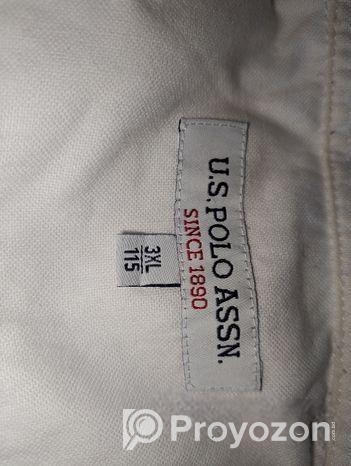 U.S. POLO ASSN.
SINCE 1890
3XL
115
Proyozon